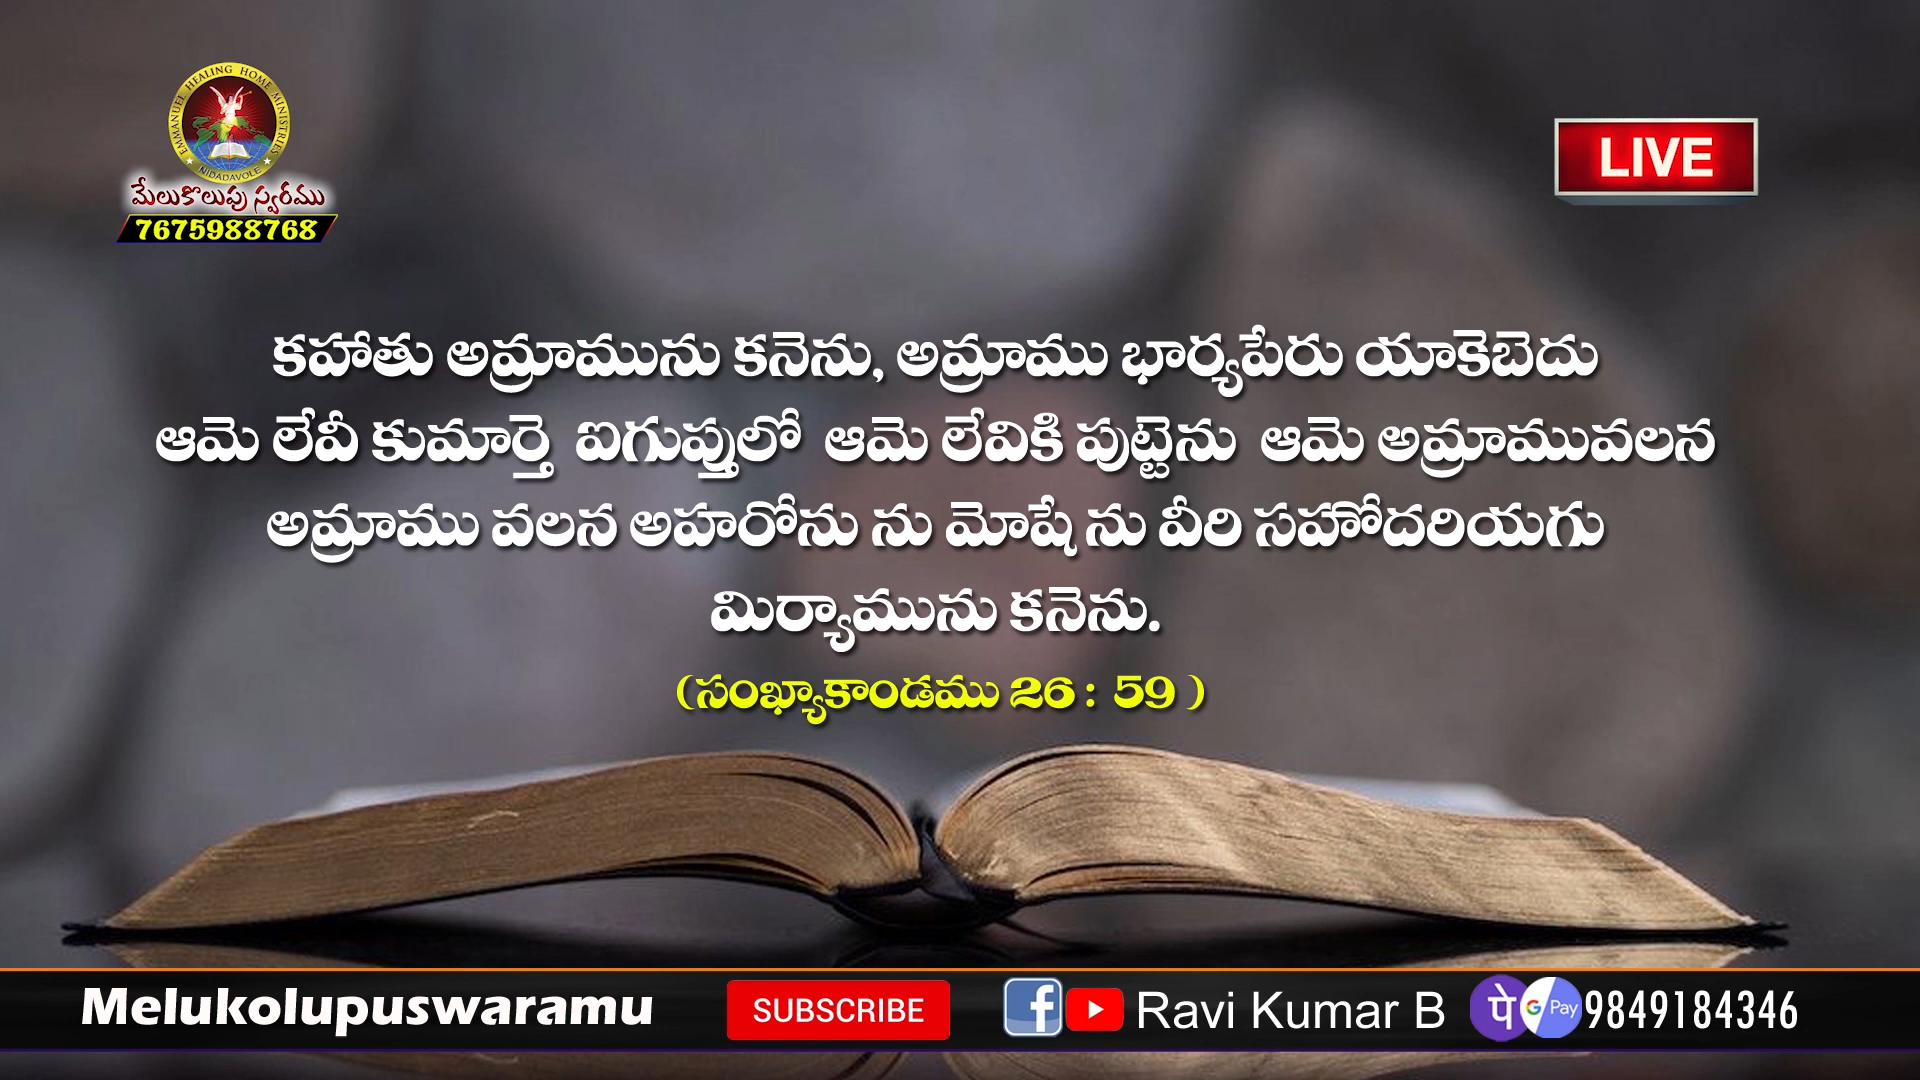 EMMANUEL HEALING HOME MINISTRIES
NIDADAVOLE
మేలుకొలుపు స్వరము
7675988768
LIVE
కహాతు అమ్రామును కనెను, అమ్రాము భార్యపేరు యాకెబెదు
ఆమె లేవీ కుమార్తె ఐగుప్తులో ఆమె లేవికి పుట్టెను ఆమె అమ్రామువలన
అమ్రాము వలన అహరోను ను మోషే ను వీరి సహోదరియగు
మిర్యామును కనెను.
(సంఖ్యాకాండము 26 : 59 )
Melukolupuswaramu
SUBSCRIBE
f
Ravi Kumar B
पे
G Pay
9849184346